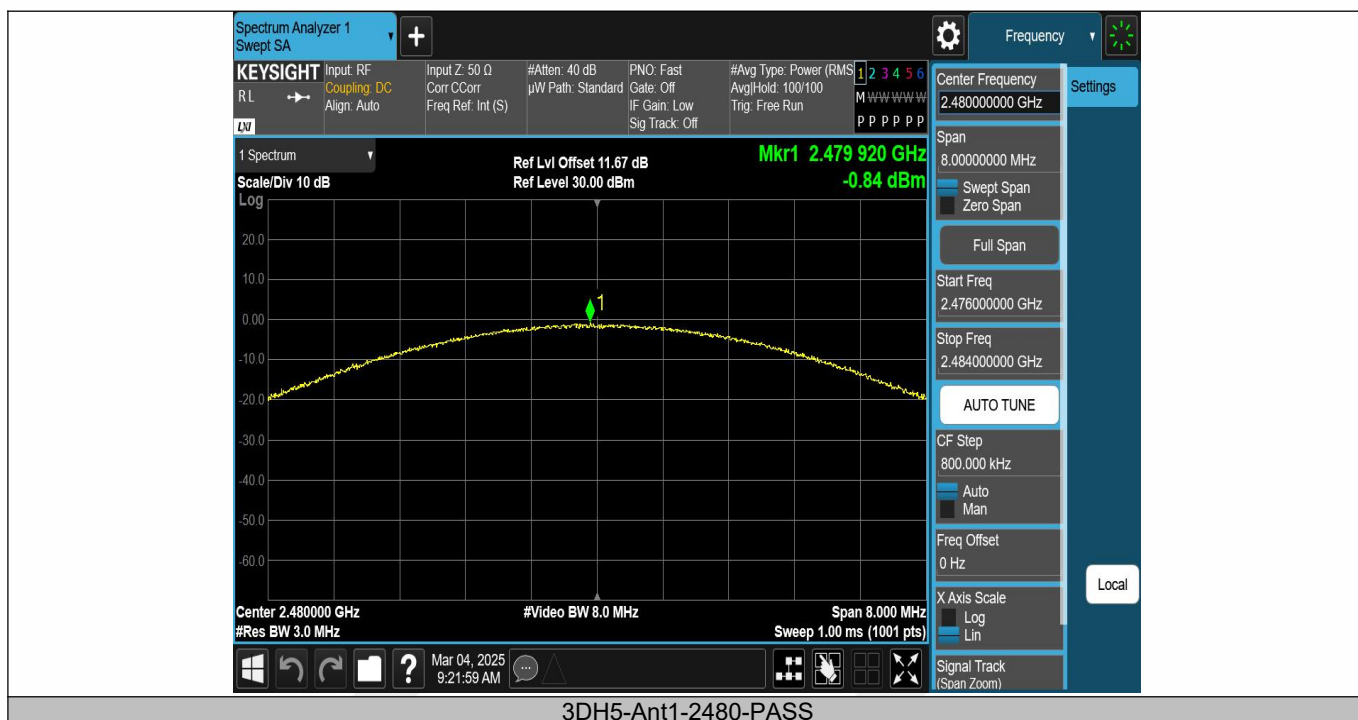 Spectrum Analyzer 1
Swept SA
Frequency
KEYSIGHT
RL
LXI
Input: RF
Coupling: DC
Align: Auto
Input Z: 50 Ω
Corr CCorr
Freq Ref: Int (S)
#Atten: 40 dB
µW Path: Standard
PNO: Fast
Gate: Off
IF Gain: Low
Sig Track: Off
#Avg Type: Power (RMS
Avg|Hold: 100/100
Trig: Free Run
1 2 3 4 5 6
M W W W W W
P P P P P P
1 Spectrum
Scale/Div 10 dB
Log
Ref Lvl Offset 11.67 dB
Ref Level 30.00 dBm
Mkr1 2.479 920 GHz
-0.84 dBm
20.0
10.0
0.00
-10.0
-20.0
-30.0
-40.0
-50.0
-60.0
1
Center 2.480000 GHz
#Res BW 3.0 MHz
#Video BW 8.0 MHz
Span 8.000 MHz
Sweep 1.00 ms (1001 pts)
Center Frequency
2.480000000 GHz
Settings
Span
8.00000000 MHz
Swept Span
Zero Span
Full Span
Start Freq
2.476000000 GHz
Stop Freq
2.484000000 GHz
AUTO TUNE
CF Step
800.000 kHz
Auto
Man
Freq Offset
0 Hz
X Axis Scale
Log
Lin
Signal Track
(Span Zoom)
Local
?
Mar 04, 2025
9:21:59 AM
3DH5-Ant1-2480-PASS